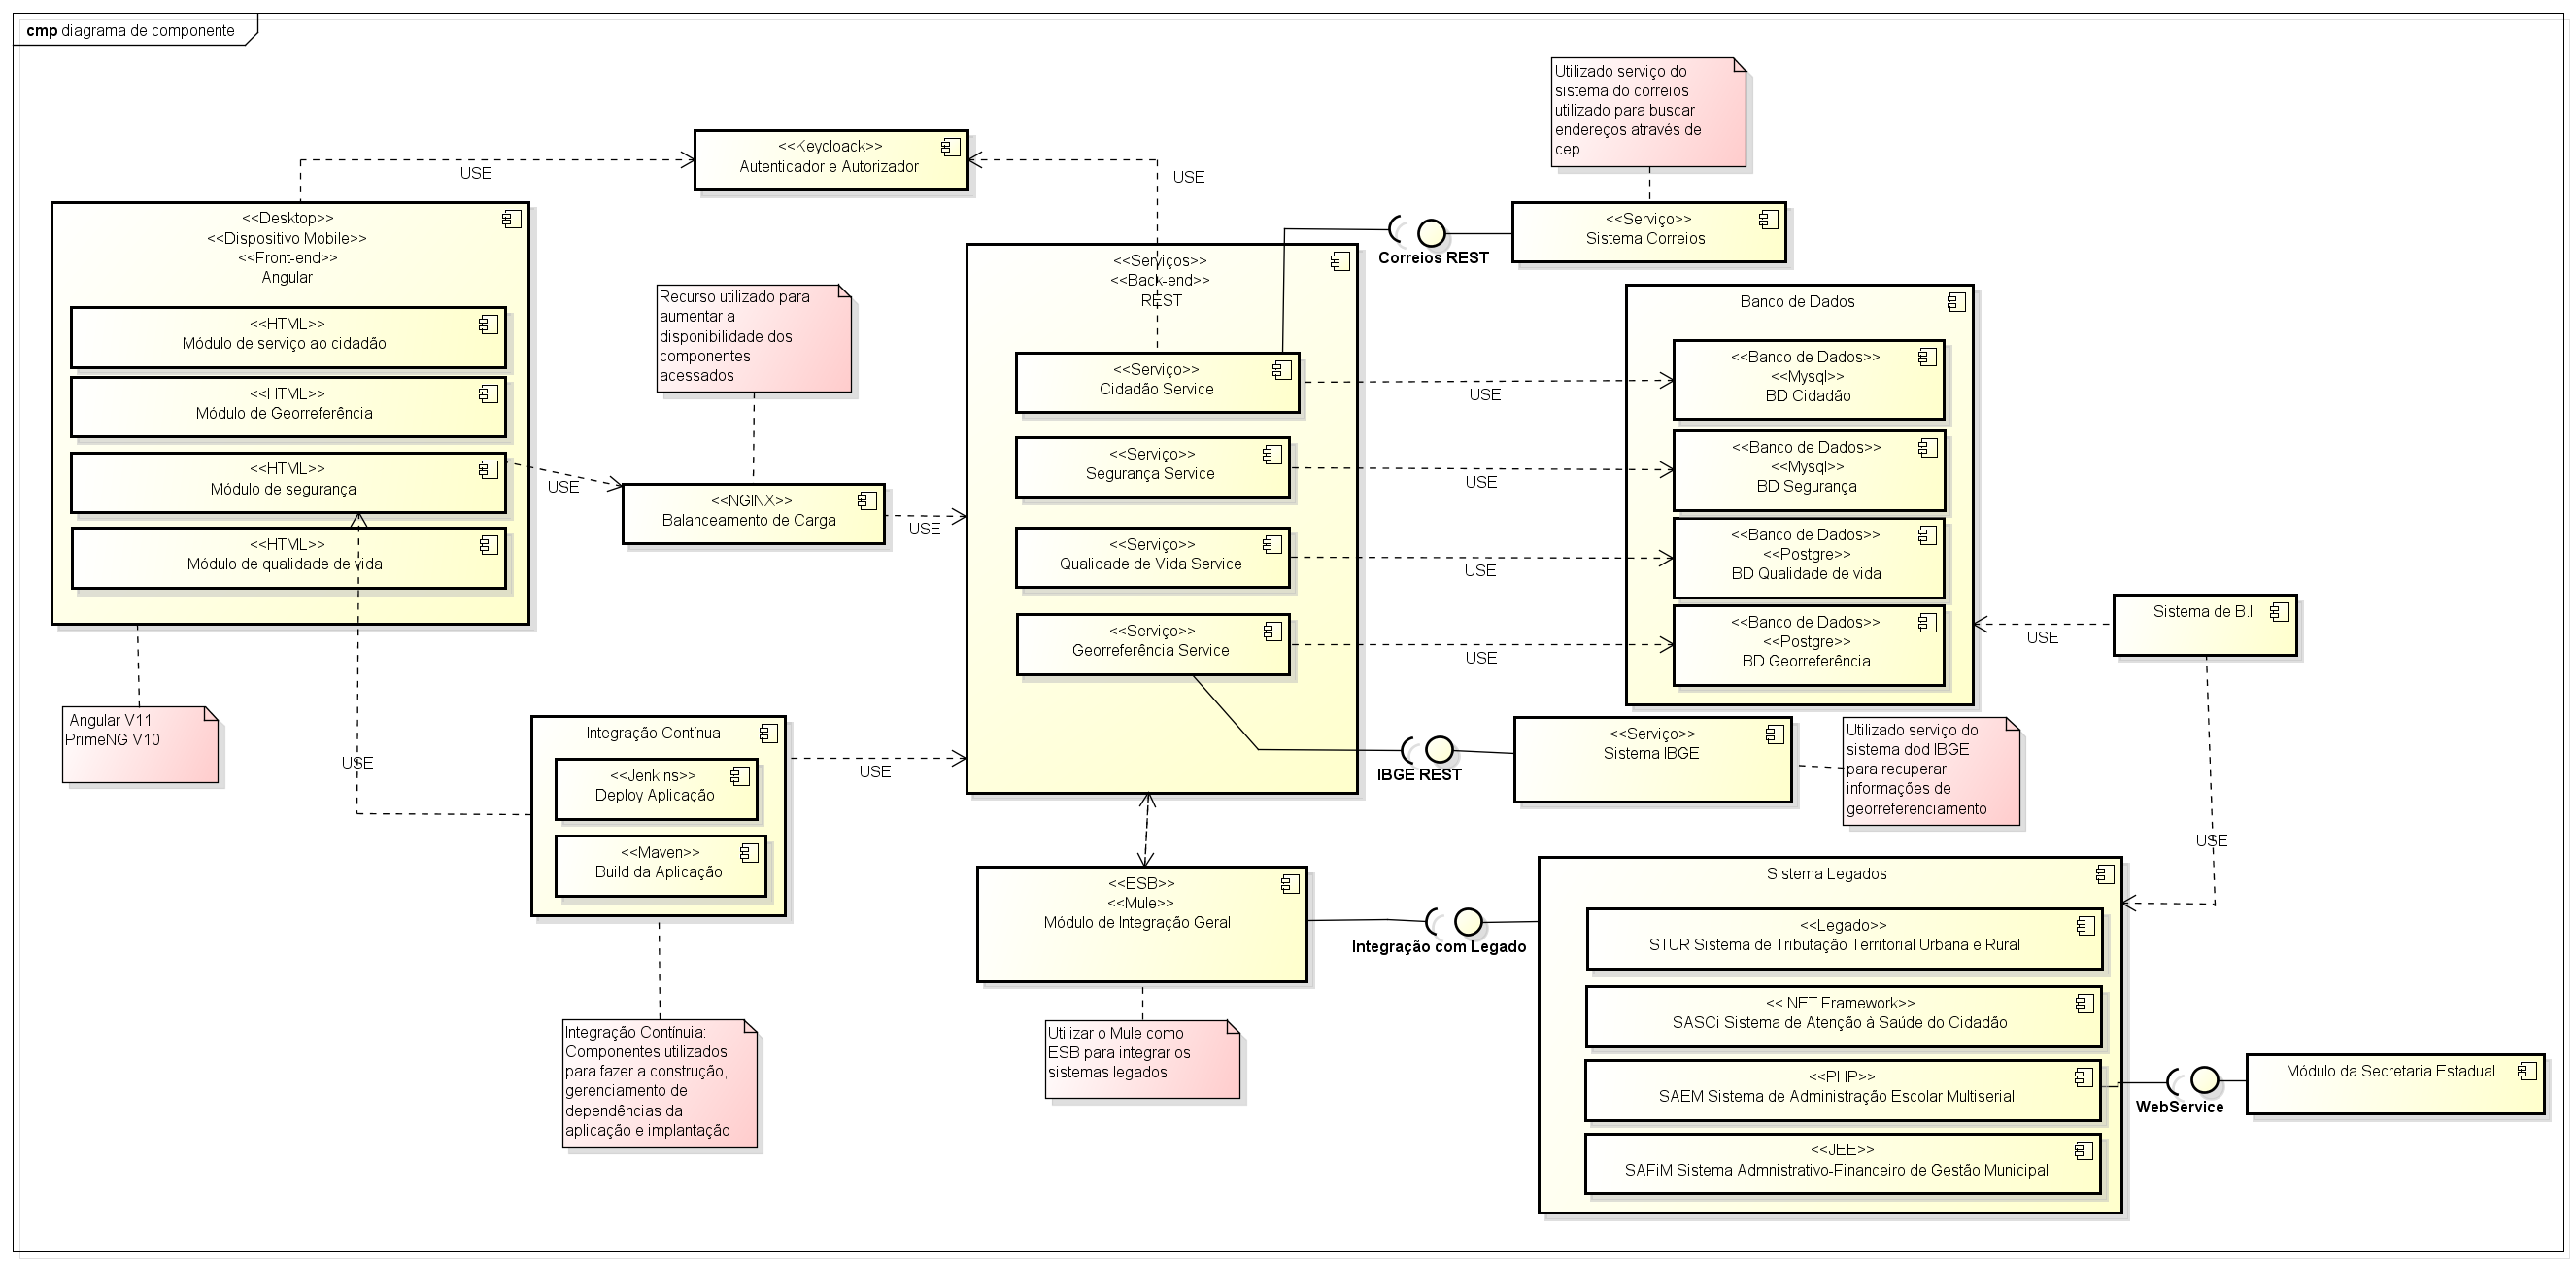 cmp diagrama de componente
Utilizado serviço do
sistema do correios
utilizado para buscar
endereços através de
cep
<<Keycloack>>
Autenticador e Autorizador
USE
USE
<<Desktop>>
<<Dispositivo Mobile>>
<<Front-end>>
Angular
<<HTML>>
Módulo de serviço ao cidadão
<<HTML>>
Módulo de Georreferência
<<HTML>>
Módulo de segurança
<<HTML>>
Módulo de qualidade de vida
Angular V11
PrimeNG V10
USE
Recurso utilizado para
aumentar a
disponibilidade dos
componentes
acessados
USE
<<NGINX>>
Balanceamento de Carga
USE
<<Serviços>>
<<Back-end>>
REST
<<Serviço>>
Cidadão Service
<<Serviço>>
Segurança Service
<<Serviço>>
Qualidade de Vida Service
<<Serviço>>
Georreferência Service
Correios REST
<<Serviço>>
Sistema Correios
USE
USE
USE
USE
Banco de Dados
<<Banco de Dados>>
<<Mysql>>
BD Cidadão
<<Banco de Dados>>
<<Mysql>>
BD Segurança
<<Banco de Dados>>
<<Postgre>>
BD Qualidade de vida
<<Banco de Dados>>
<<Postgre>>
BD Georreferência
USE
Sistema de B.I
USE
Integração Contínua
<<Jenkins>>
Deploy Aplicação
<<Maven>>
Build da Aplicação
USE
Integração Contínuia:
Componentes utilizados
para fazer a construção,
gerenciamento de
dependências da
aplicação e implantação
IBGE REST
<<Serviço>>
Sistema IBGE
Utilizado serviço do
sistema dod IBGE
para recuperar
informações de
georreferenciamento
<<ESB>>
<<Mule>>
Módulo de Integração Geral
Utilizar o Mule como
ESB para integrar os
sistemas legados
Integração com Legado
Sistema Legados
<<Legado>>
STUR Sistema de Tributação Territorial Urbana e Rural
<<.NET Framework>>
SASCi Sistema de Atenção à Saúde do Cidadão
<<PHP>>
SAEM Sistema de Administração Escolar Multiserial
<<JEE>>
SAFiM Sistema Admnistrativo-Financeiro de Gestão Municipal
WebService
Módulo da Secretaria Estadual